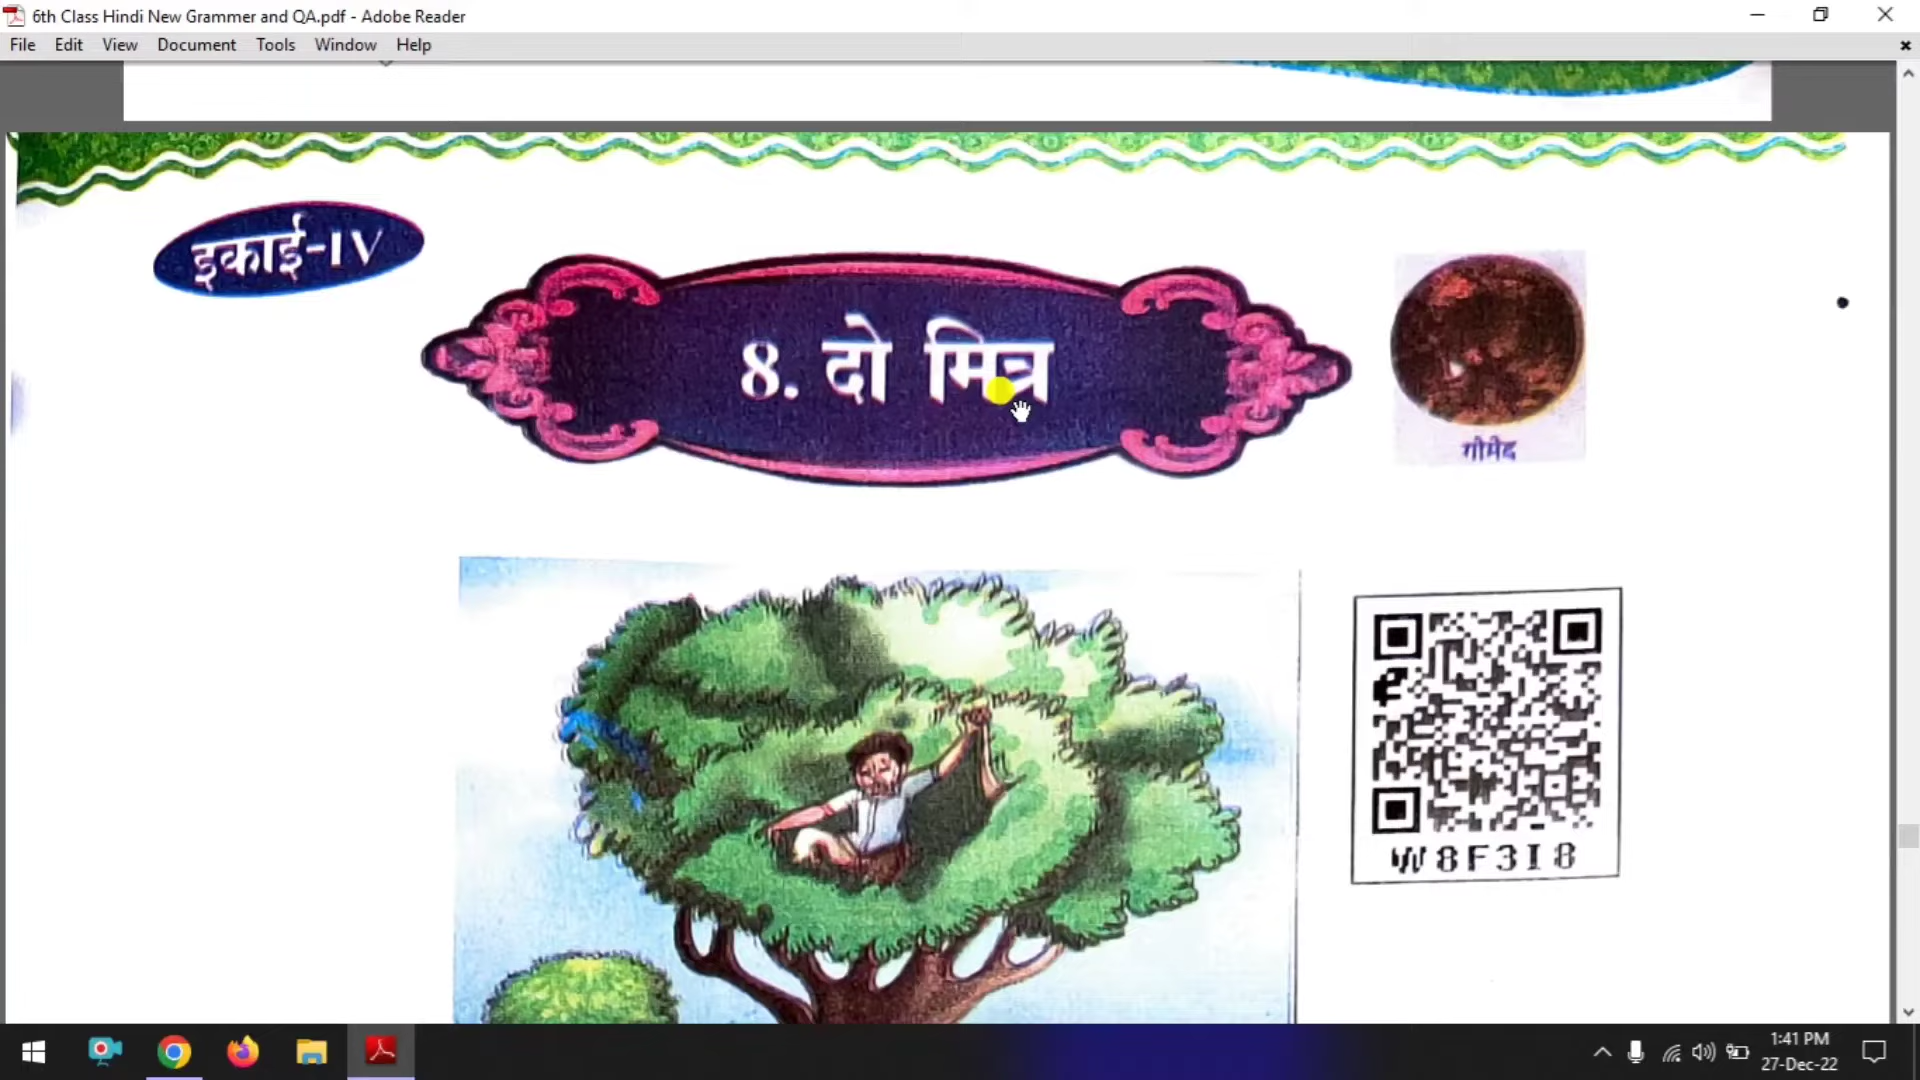 6th Class Hindi New Grammer and QA.pdf - Adobe Reader
File Edit View Document Tools Window Help
इकाई-IV
8. दो मित्र
गोमेद
W8F3I8
1:41 PM
27-Dec-22